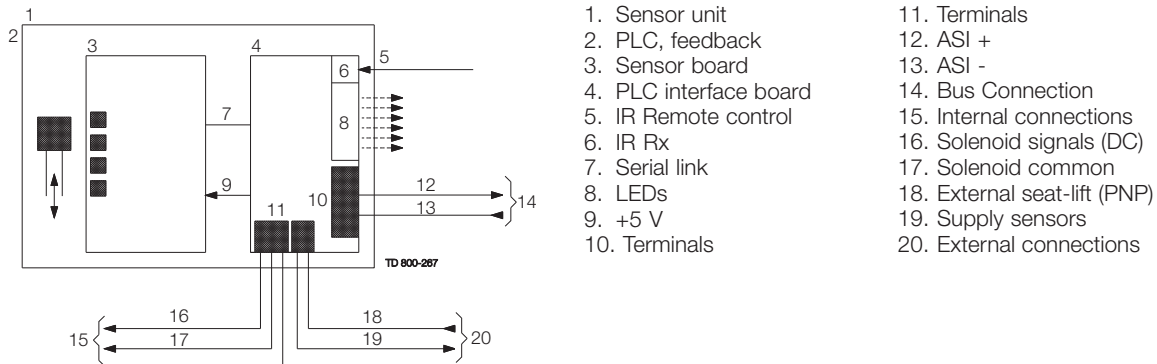 1
2
3
4
5
6
7
8
9
10
11
12
13
14
TD 800-267
15
16
17
18
19
20
1. Sensor unit
2. PLC, feedback
3. Sensor board
4. PLC interface board
5. IR Remote control
6. IR Rx
7. Serial link
8. LEDs
9. +5 V
10. Terminals
11. Terminals
12. ASI +
13. ASI -
14. Bus Connection
15. Internal connections
16. Solenoid signals (DC)
17. Solenoid common
18. External seat-lift (PNP)
19. Supply sensors
20. External connections